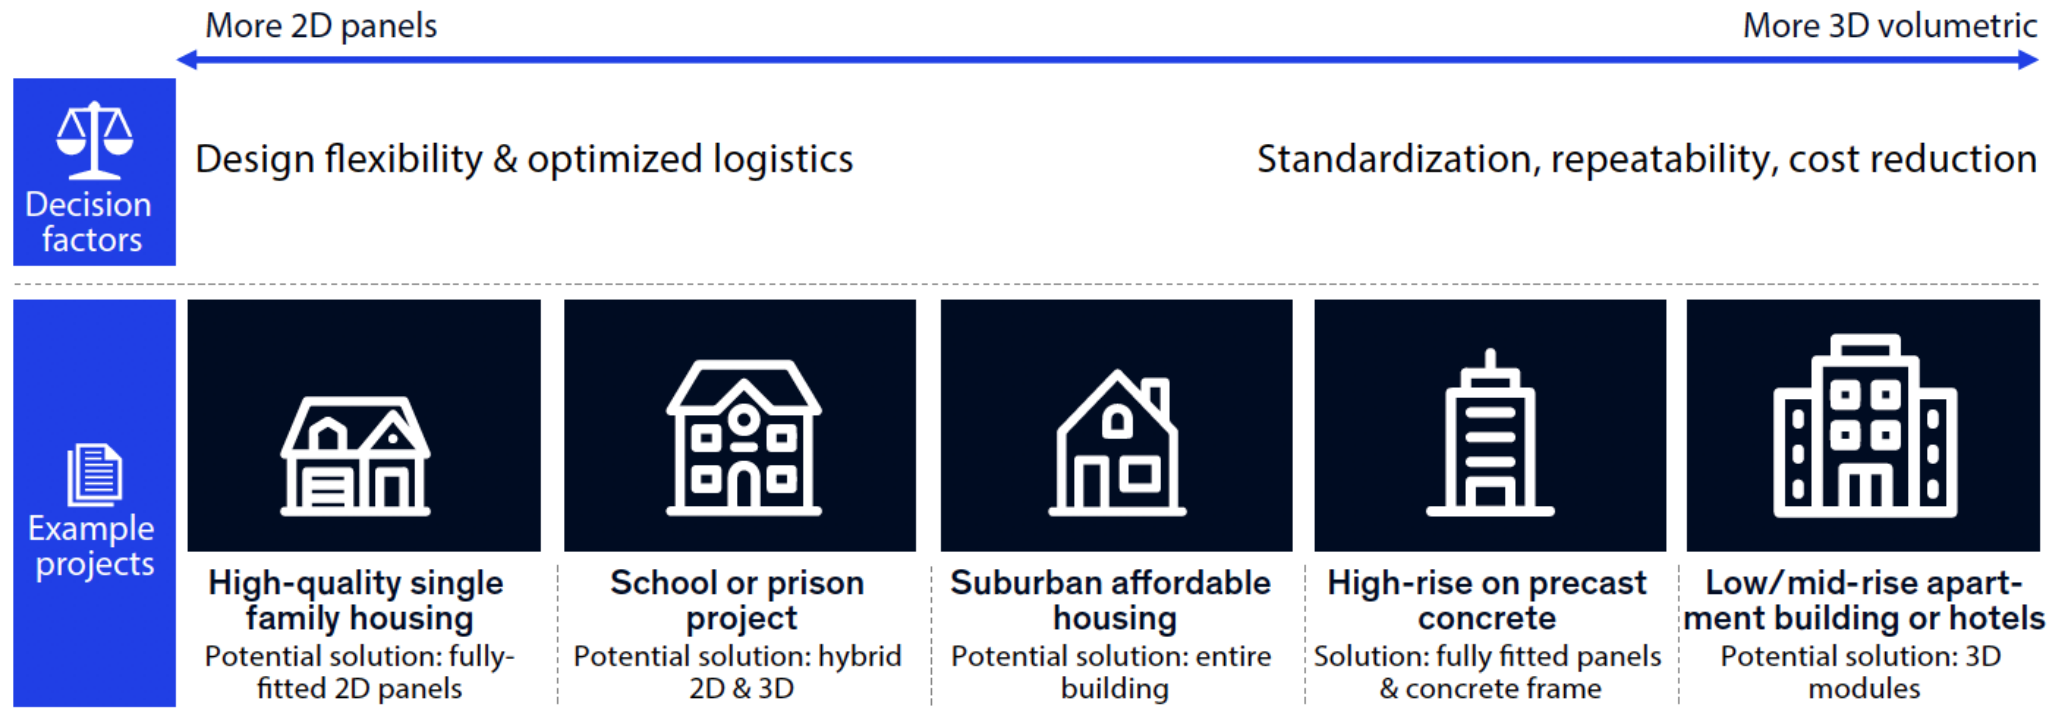 More 2D panels
More 3D volumetric
Decision
factors
Design flexibility & optimized logistics
Standardization, repeatability, cost reduction
Example
projects
High-quality single
family housing
Potential solution: fully-
fitted 2D panels
School or prison
project
Potential solution: hybrid
2D & 3D
Suburban affordable
housing
Potential solution: entire
building
High-rise on precast
concrete
Solution: fully fitted panels
& concrete frame
Low/mid-rise apart-
ment building or hotels
Potential solution: 3D
modules